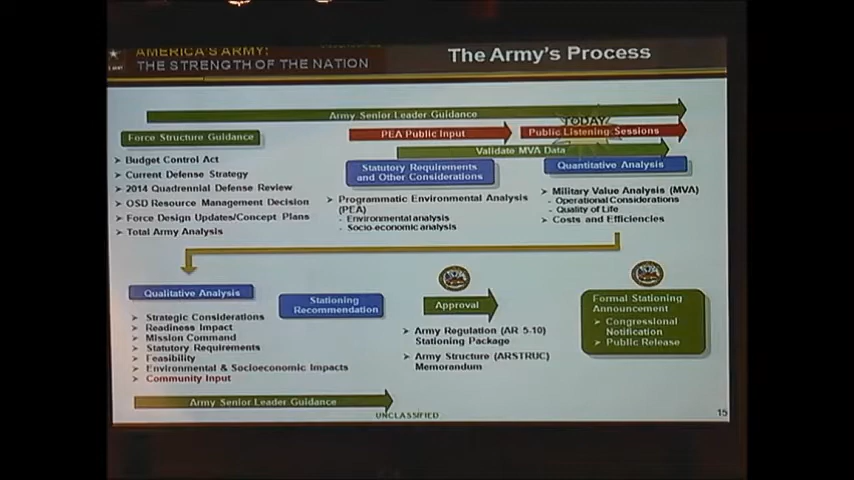 AMERICA'S ARMY:
THE STRENGTH OF THE NATION
The Army's Process
Army Senior Leader Guidance
TODAY
Force Structure Guidance
PEA Public Input
Public Listening Sessions
Validate MVA Data
Budget Control Act
Current Defense Strategy
2014 Quadrennial Defense Review
OSD Resource Management Decision
Force Design Updates/Concept Plans
Total Army Analysis
Statutory Requirements
and Other Considerations
Programmatic Environmental Analysis
(PEA)
- Environmental analysis
- Socio-economic analysis
Quantitative Analysis
Military Value Analysis (MVA)
- Operational Considerations
- Quality of Life
Costs and Efficiencies
Qualitative Analysis
Strategic Considerations
Readiness Impact
Mission Command
Statutory Requirements
Feasibility
Environmental & Socioeconomic Impacts
Community Input
Stationing
Recommendation
Approval
Army Regulation (AR 5-10)
Stationing Package
Army Structure (ARSTRUC)
Memorandum
Formal Stationing
Announcement
Congressional
Notification
Public Release
Army Senior Leader Guidance
UNCLASSIFIED
15